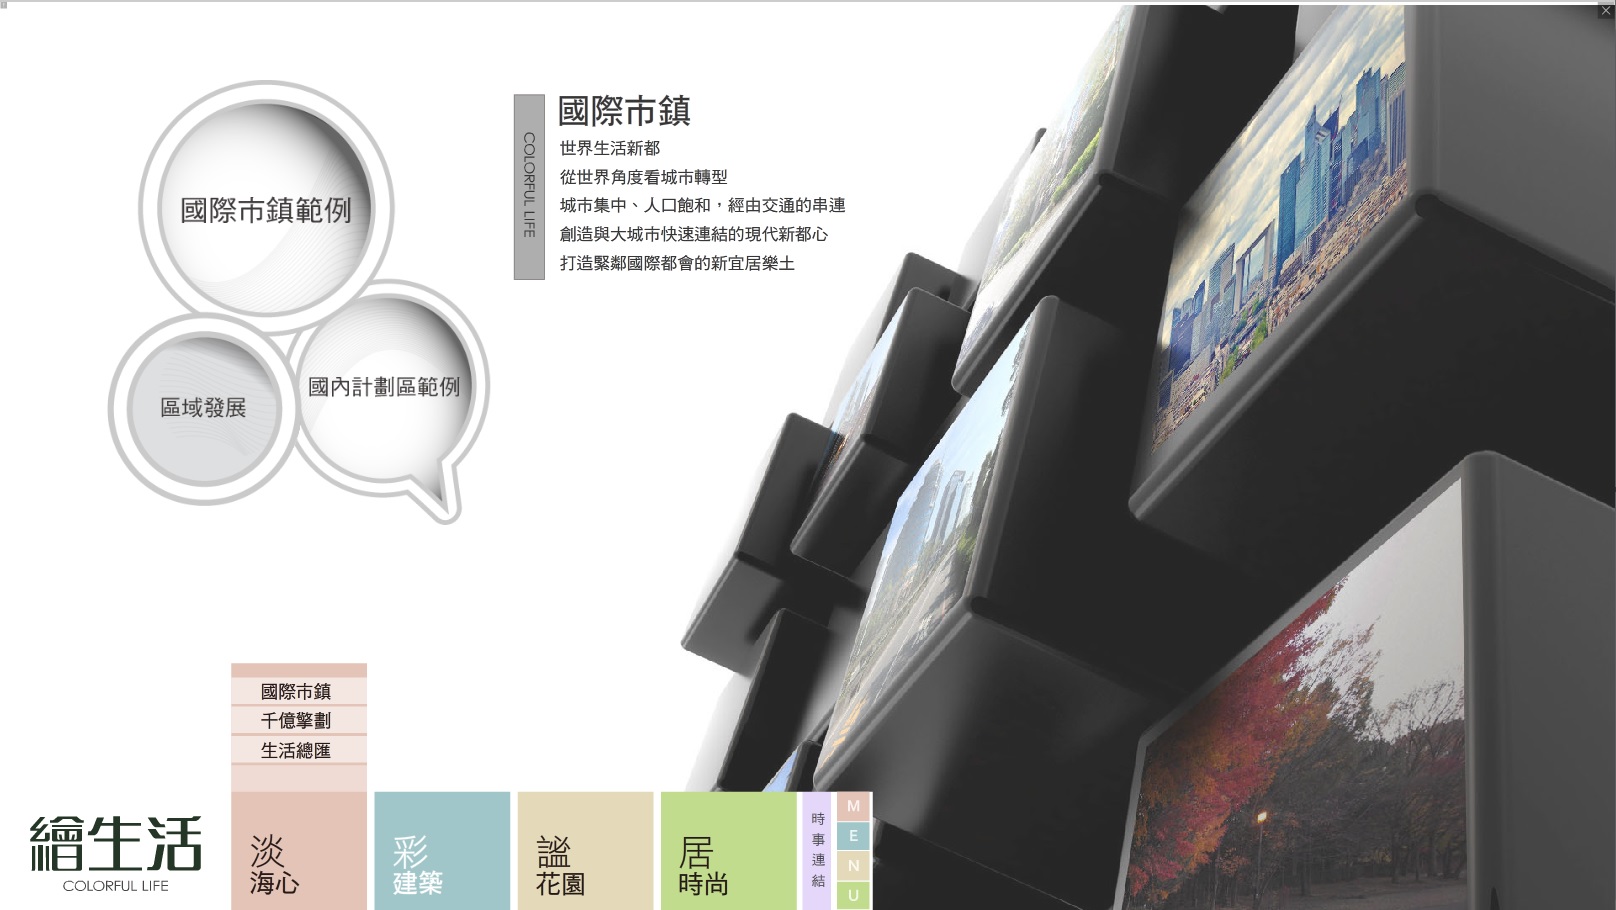 國際市鎮範例
區域發展
國內計劃區範例
COLORFUL LIFE
國際市鎮
世界生活新都
從世界角度看城市轉型
城市集中、人口飽和，經由交通的串連
創造與大城市快速連結的現代新都心
打造緊鄰國際都會的新宜居樂土
國際市鎮
千億擎劃
生活總匯
繪生活
COLORFUL LIFE
淡
海心
彩
建築
謐
花園
居
時尚
時事連結
MENU